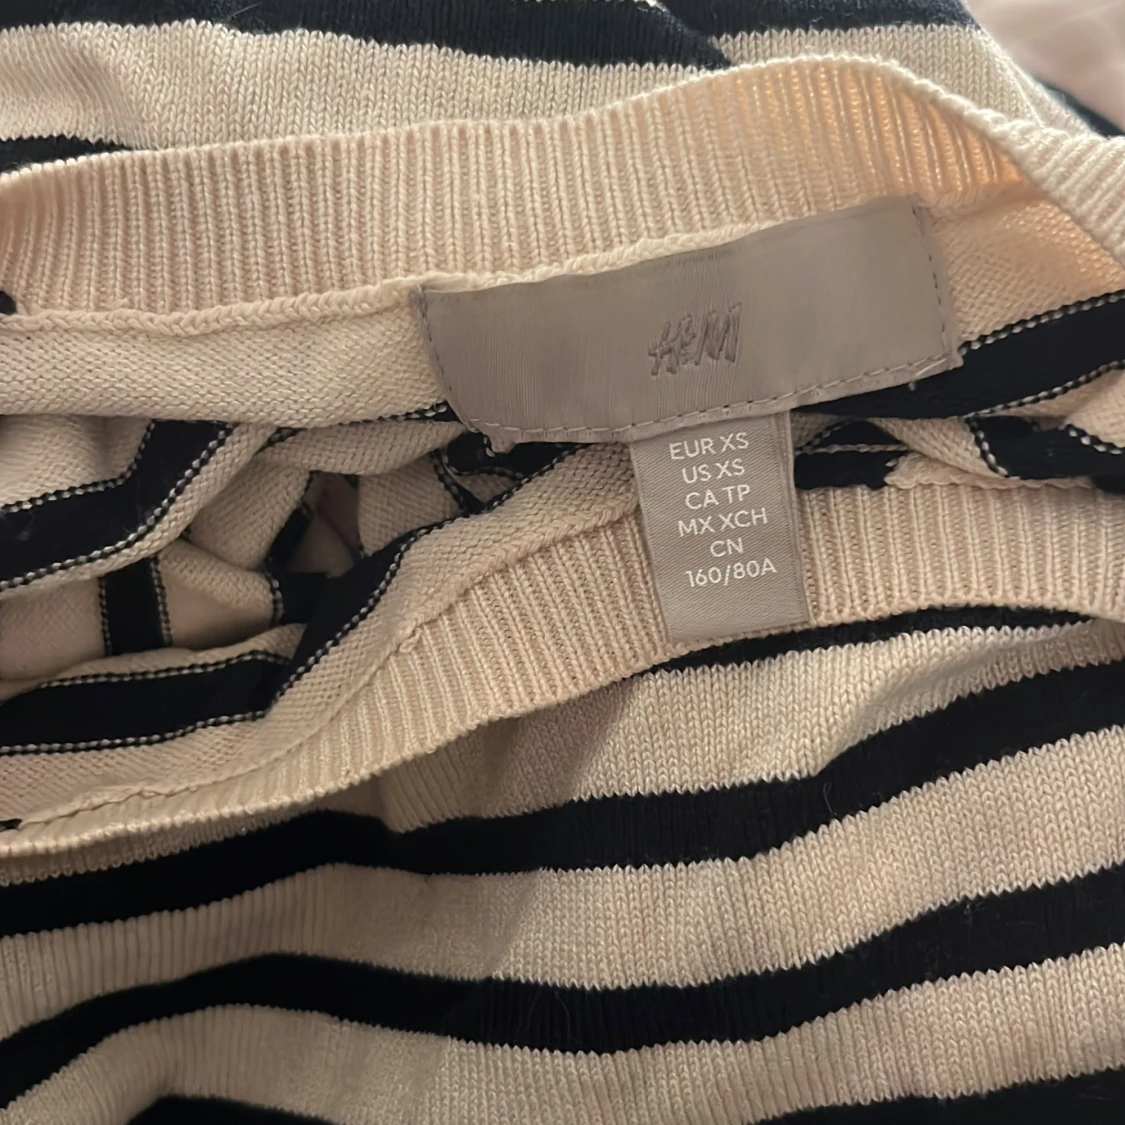 H&M
EUR XS
US XS
CA TP
MX XCH
CN
160/80A